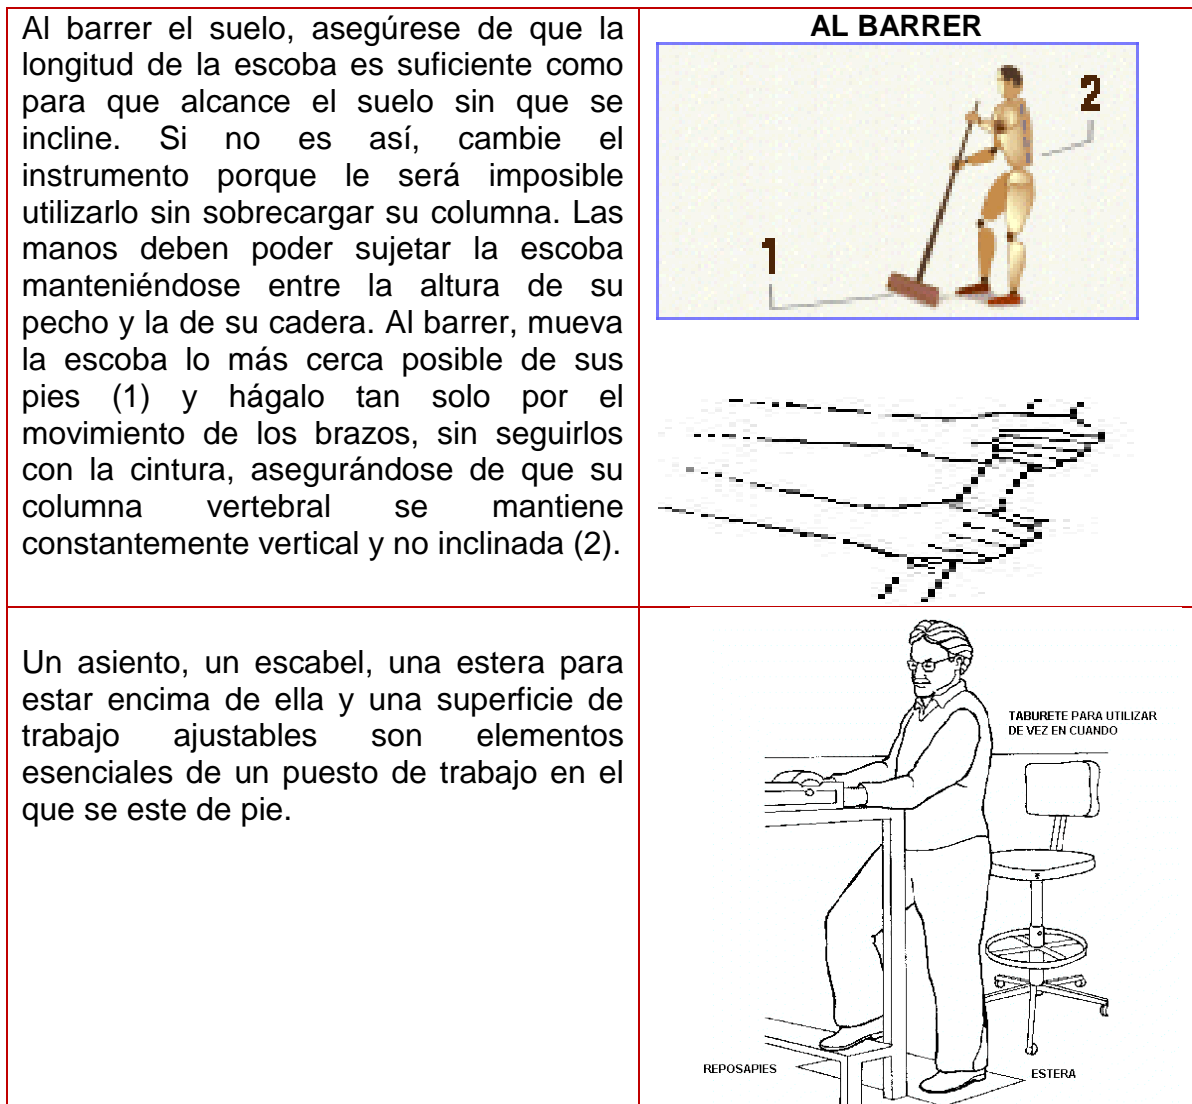 Al barrer el suelo, asegúrese de que la
longitud de la escoba es suficiente como
para que alcance el suelo sin que se
incline. Si no es así, cambie el
instrumento porque le será imposible
utilizarlo sin sobrecargar su columna. Las
manos deben poder sujetar la escoba
manteniéndose entre la altura de su
pecho y la de su cadera. Al barrer, mueva
la escoba lo más cerca posible de sus
pies (1) y hágalo tan solo por el
movimiento de los brazos, sin seguirlos
con la cintura, asegurándose de que su
columna vertebral se mantiene
constantemente vertical y no inclinada (2).
AL BARRER
2
1
Un asiento, un escabel, una estera para
estar encima de ella y una superficie de
trabajo ajustables son elementos
esenciales de un puesto de trabajo en el
que se este de pie.
TABURETE PARA UTILIZAR
DE VEZ EN CUANDO
REPOSAPIES
ESTERA